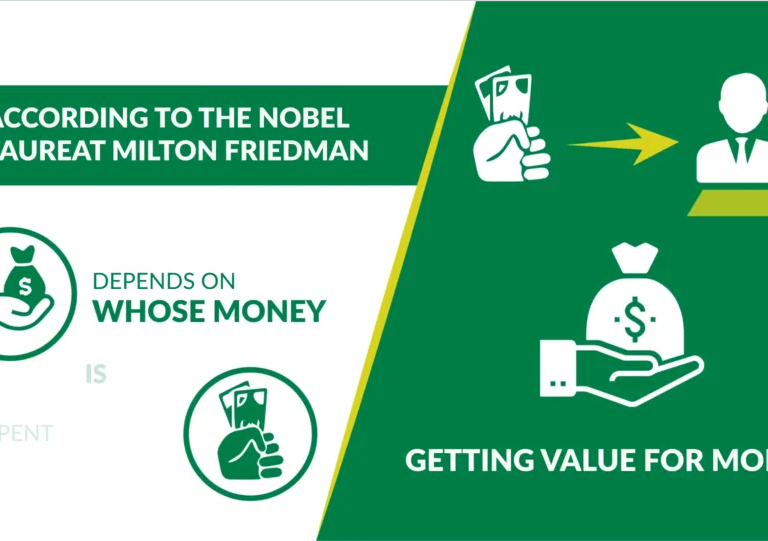 ACCORDING TO THE NOBEL
AUREAT MILTON FRIEDMAN
$
DEPENDS ON
WHOSE MONEY
IS
PENT
$
GETTING VALUE FOR MO